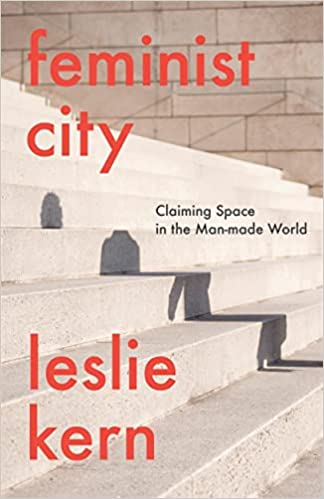 feminist
city
Claiming Space
in the Man-made World
leslie
kern